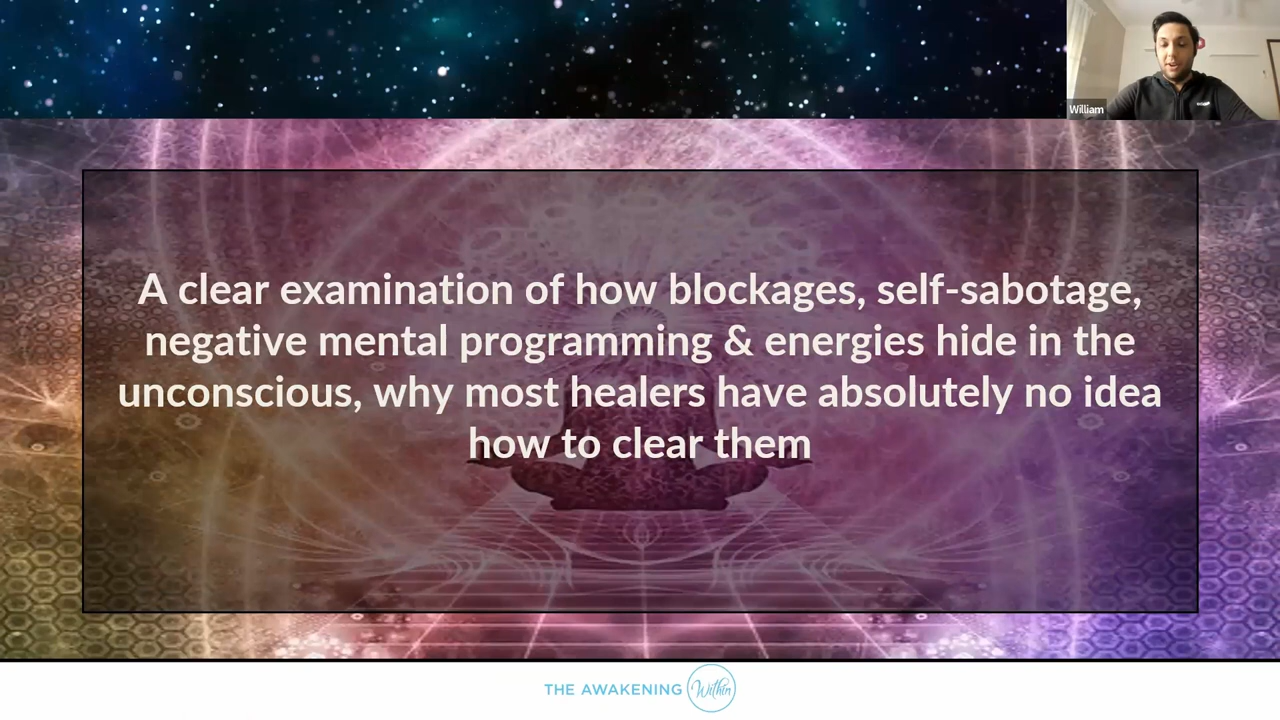 William
A clear examination of how blockages, self-sabotage,
negative mental programming & energies hide in the
unconscious, why most healers have absolutely no idea
how to clear them
THE AWAKENING Within